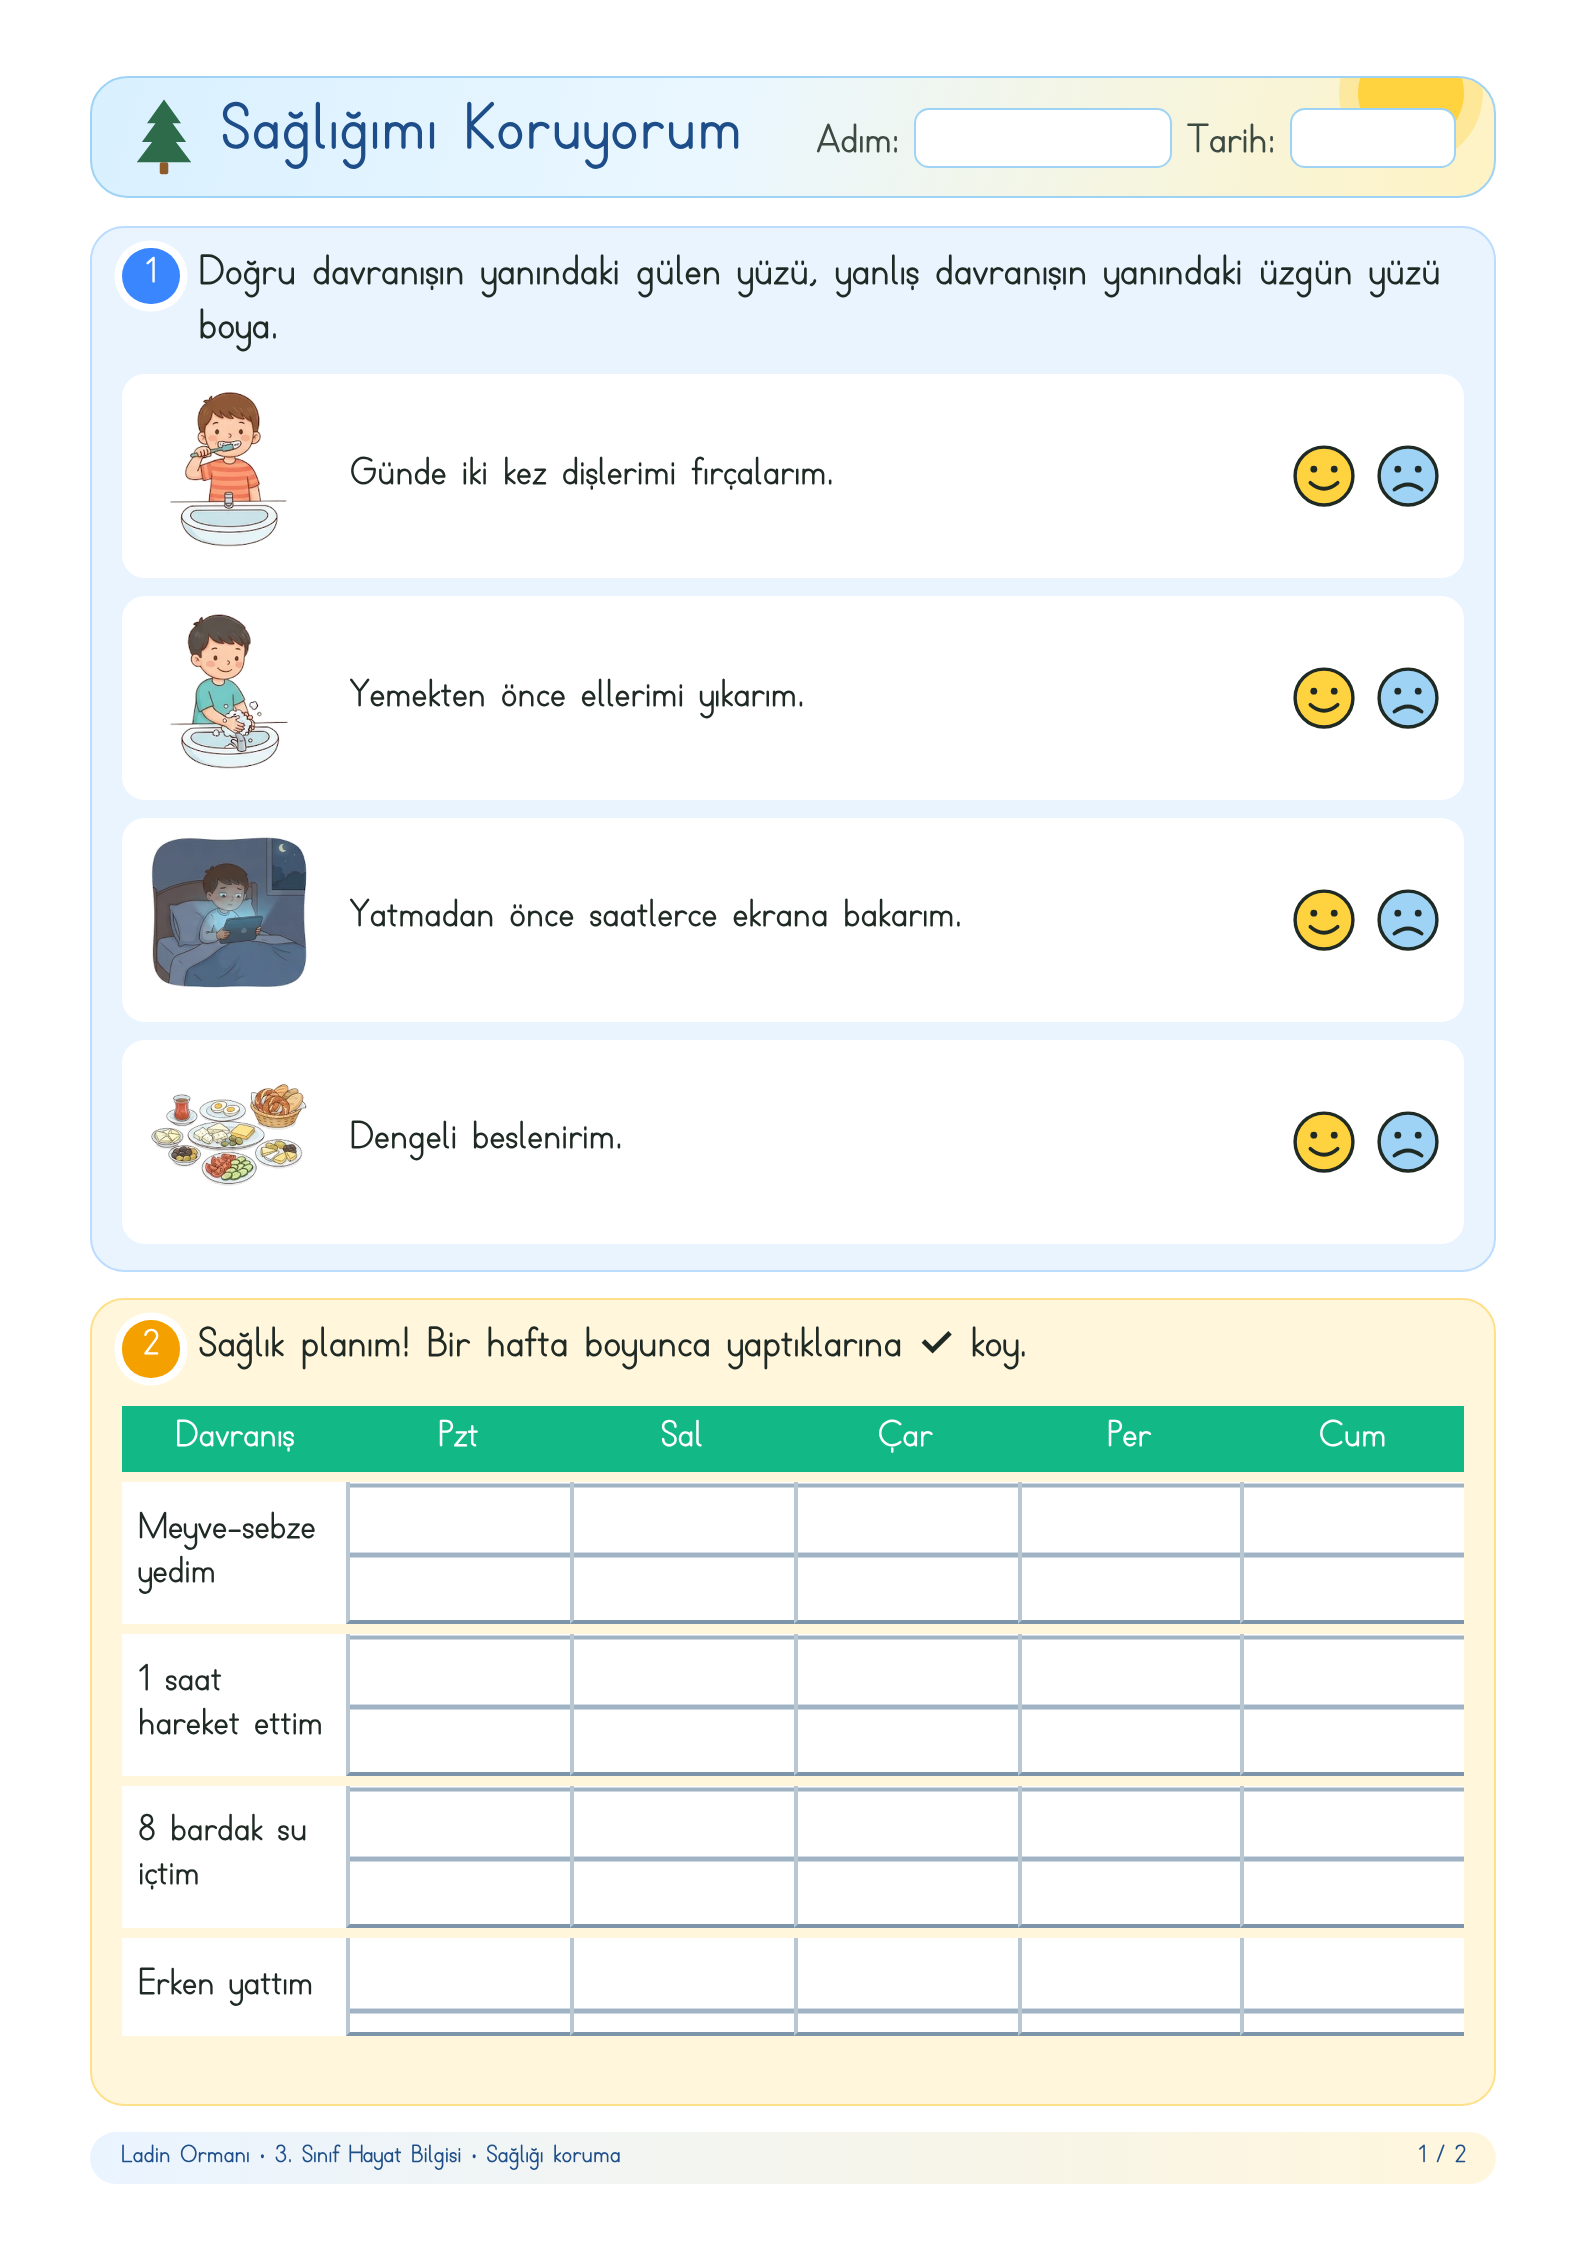 Sağlığımı Koruyorum
Adım:
Tarih:
1
Doğru davranışın yanındaki gülen yüzü, yanlış davranışın yanındaki üzgün yüzü
boya.
Günde iki kez dişlerimi fırçalarım.
Yemekten önce ellerimi yıkarım.
Yatmadan önce saatlerce ekrana bakarım.
Dengeli beslenirim.
2
Sağlık planım! Bir hafta boyunca yaptıklarına ✓ koy.
Davranış Pzt Sal Çar Per Cum
Meyve-sebze
yedim
1 saat
hareket ettim
8 bardak su
içtim
Erken yattım
Ladin Ormanı • 3. Sınıf Hayat Bilgisi • Sağlığı koruma
1 / 2